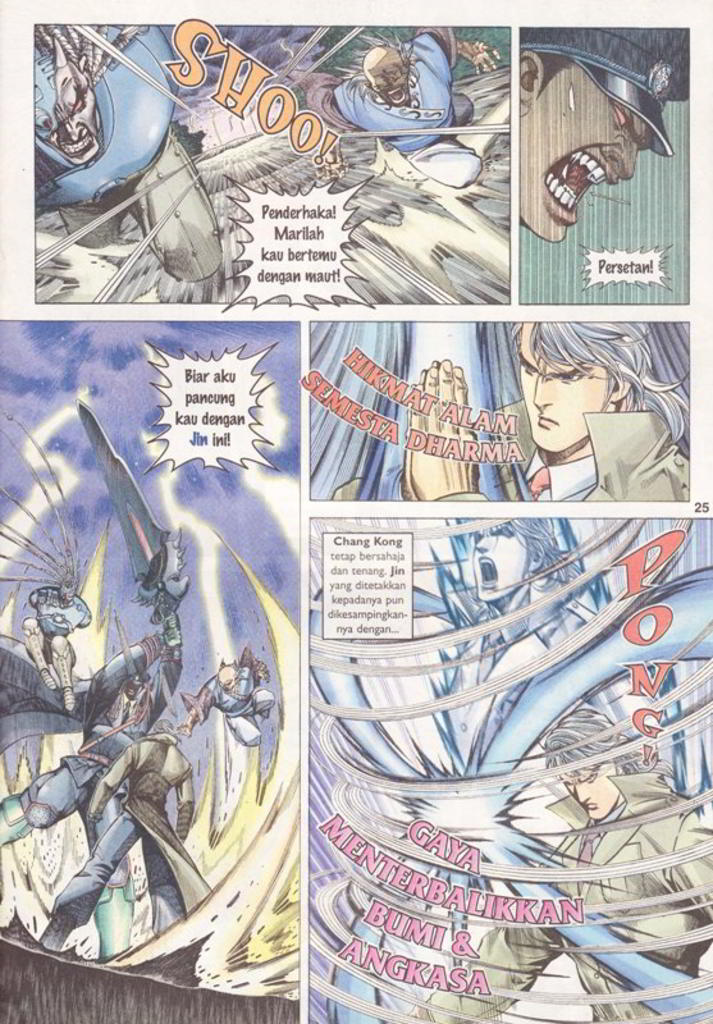 SHOO!
Penderhaka!
Marilah
kau bertemu
dengan maut!
Persetan!
Biar aku
pancung
kau dengan
Jin ini!
HIKMAT ALAM
SEMESTA DHARMA
25
Chang Kong
tetap bersahaja
dan tenang. Jin
yang ditetakkan
kepadanya pun
dikesampingkan-
nya dengan...
PONG!
GAYA
MENTERBALIKKAN
BUMI &
ANGKASA